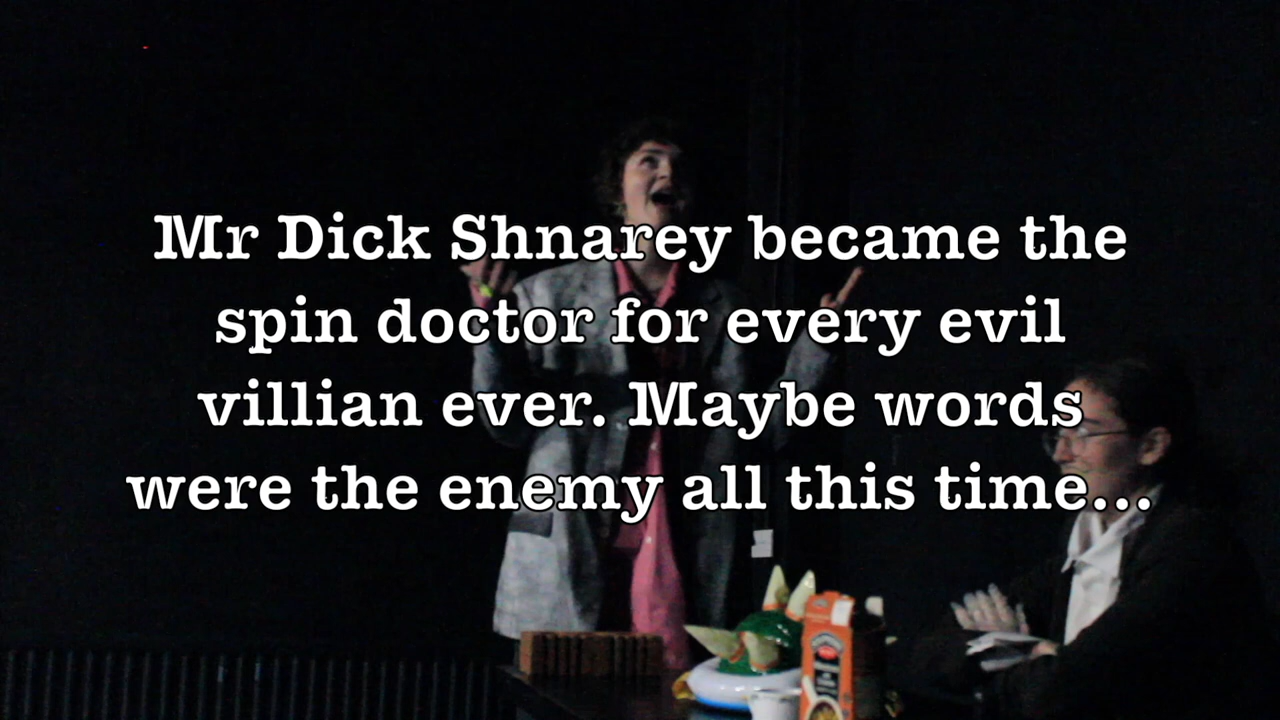 Mr Dick Shnarey became the
spin doctor for every evil
villian ever. Maybe words
were the enemy all this time...